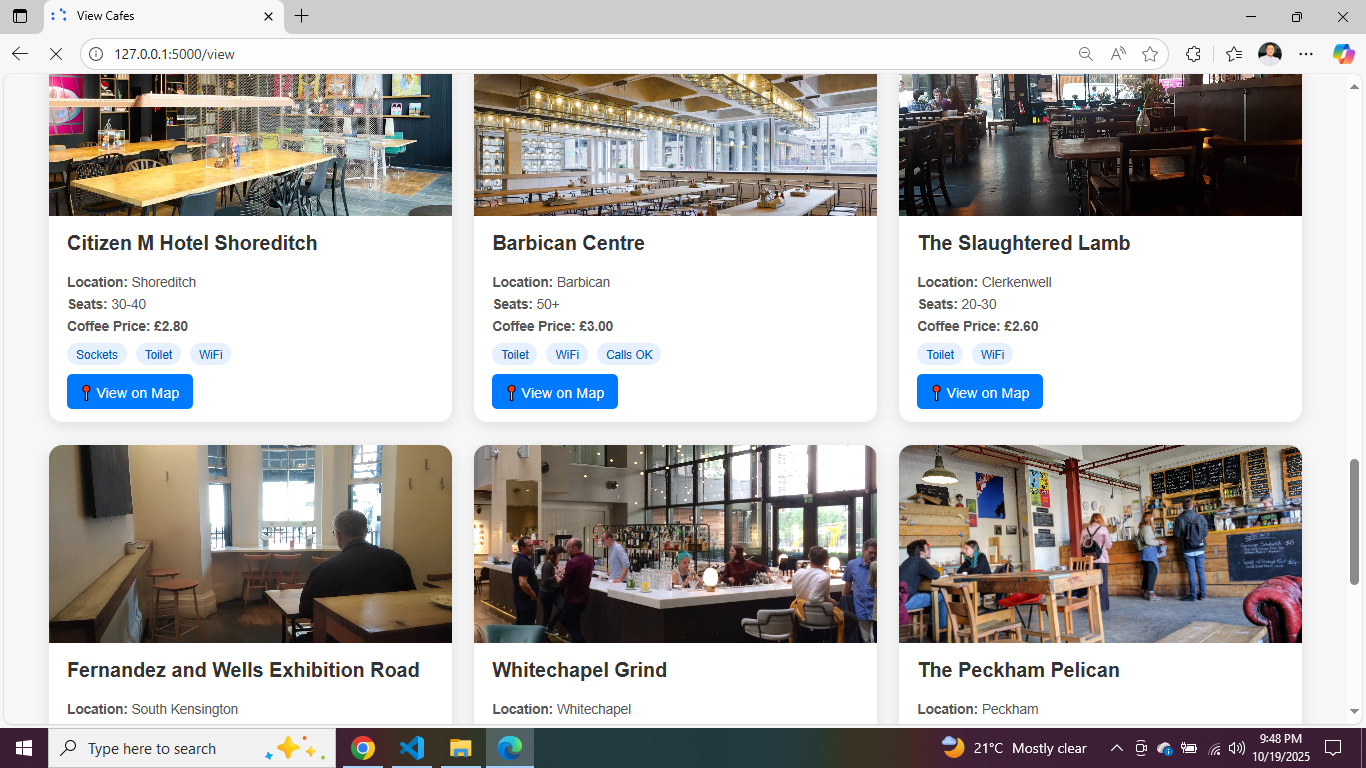 View Cafes
127.0.0.1:5000/view
Citizen M Hotel Shoreditch
Location: Shoreditch
Seats: 30-40
Coffee Price: £2.80
Sockets Toilet WiFi
View on Map
Barbican Centre
Location: Barbican
Seats: 50+
Coffee Price: £3.00
Toilet WiFi Calls OK
View on Map
The Slaughtered Lamb
Location: Clerkenwell
Seats: 20-30
Coffee Price: £2.60
Toilet WiFi
View on Map
Fernandez and Wells Exhibition Road
Location: South Kensington
Whitechapel Grind
Location: Whitechapel
The Peckham Pelican
Location: Peckham
Type here to search
21°C Mostly clear
9:48 PM
10/19/2025